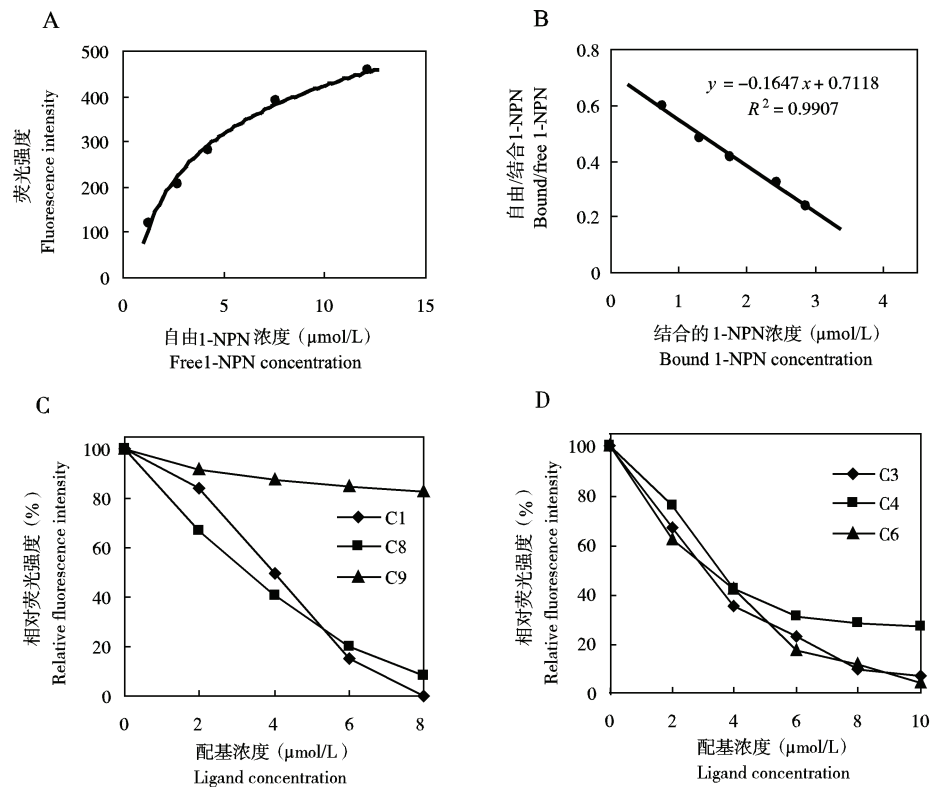 A
500
400
300
200
100
0
0 5 10 15
荧光强度
Fluorescence intensity
自由1-NPN 浓度（μmol/L）
Free1-NPN concentration
B
0.8
0.6
0.4
0.2
0
0 1 2 3 4
y = −0.1647 x + 0.7118
R² = 0.9907
自由/结合1-NPN
Bound/free 1-NPN
结合的 1-NPN浓度（μmol/L）
Bound 1-NPN concentration
C
100
80
60
40
20
0
0 2 4 6 8
C1
C8
C9
相对荧光强度（%）
Relative fluorescence intensity
配基浓度（μmol/L）
Ligand concentration
D
100
80
60
40
20
0
0 2 4 6 8 10
C3
C4
C6
相对荧光强度（%）
Relative fluorescence intensity
配基浓度（μmol/L）
Ligand concentration